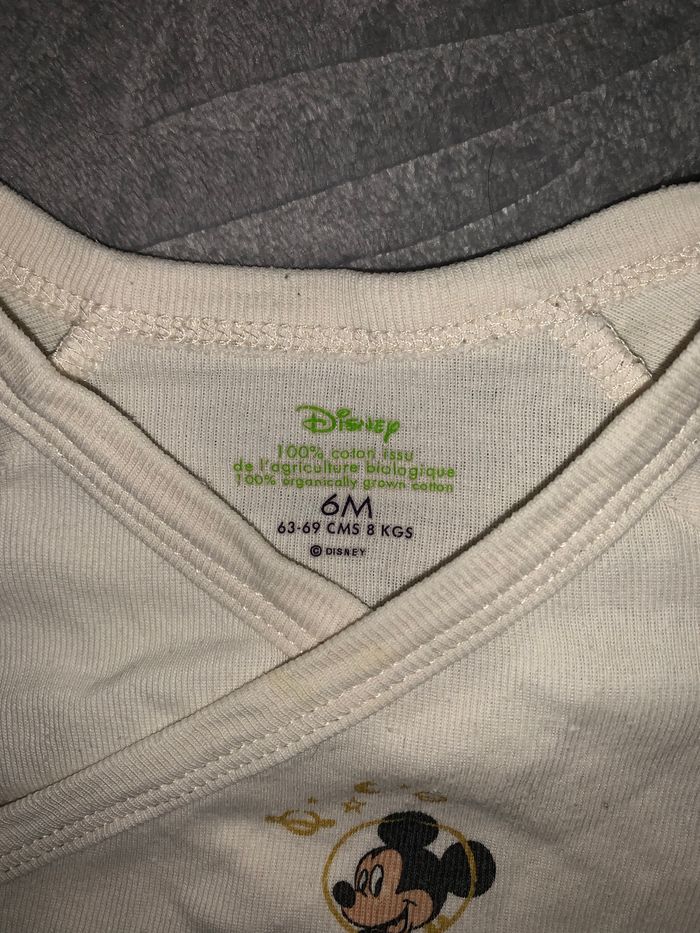 Disney
100% coton issu
de l'agriculture biologique
100% organically grown cotton
6M
63-69 CMS 8 KGS
© DISNEY